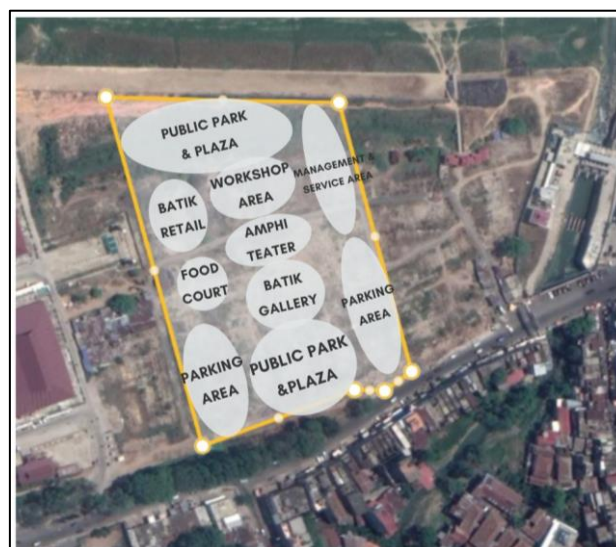 PUBLIC PARK
& PLAZA
MANAGEMENT &
SERVICE AREA
WORKSHOP
AREA
BATIK
RETAIL
AMPHI
TEATER
FOOD
COURT
BATIK
GALLERY
PARKING
AREA
PARKING
AREA
PUBLIC PARK
&PLAZA